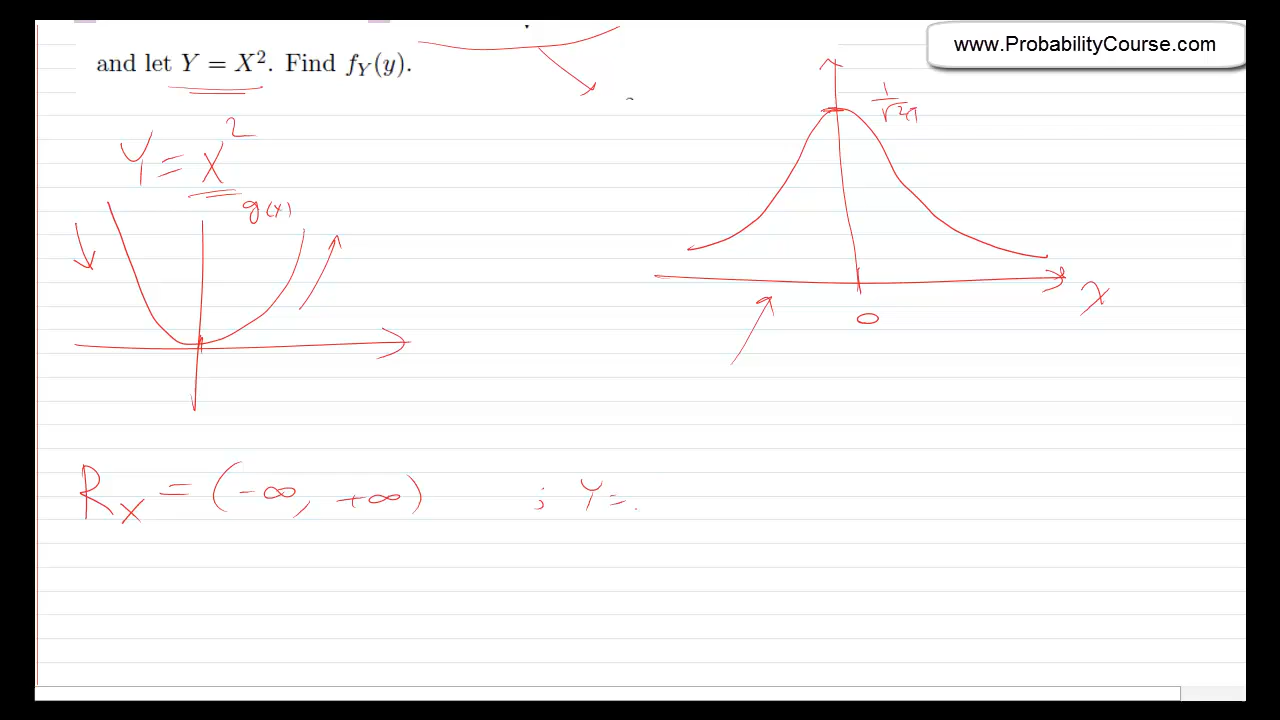 www.ProbabilityCourse.com
and let Y = X². Find f_Y(y).
Y = X²
g(x)
1/√2π
x
0
R_X = (-∞, +∞) ; Y = .